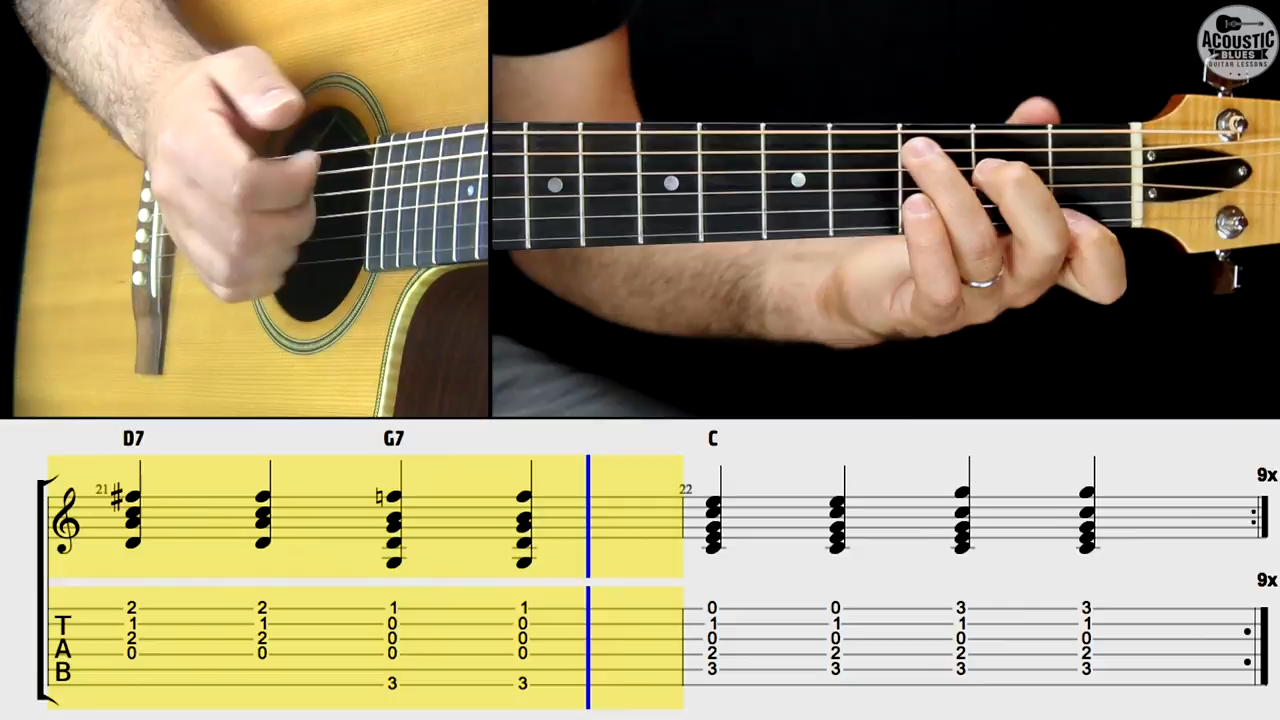 ACOUSTIC
BLUES
GUITAR LESSONS
D7 G7 C
21 22 9x
9x
T
A
B
2 2 1 1 0 0 3 3
1 1 0 0 1 1 1 1
2 2 0 0 0 0 0 0
0 0 0 0 2 2 2 2
3 3 3 3
3 3